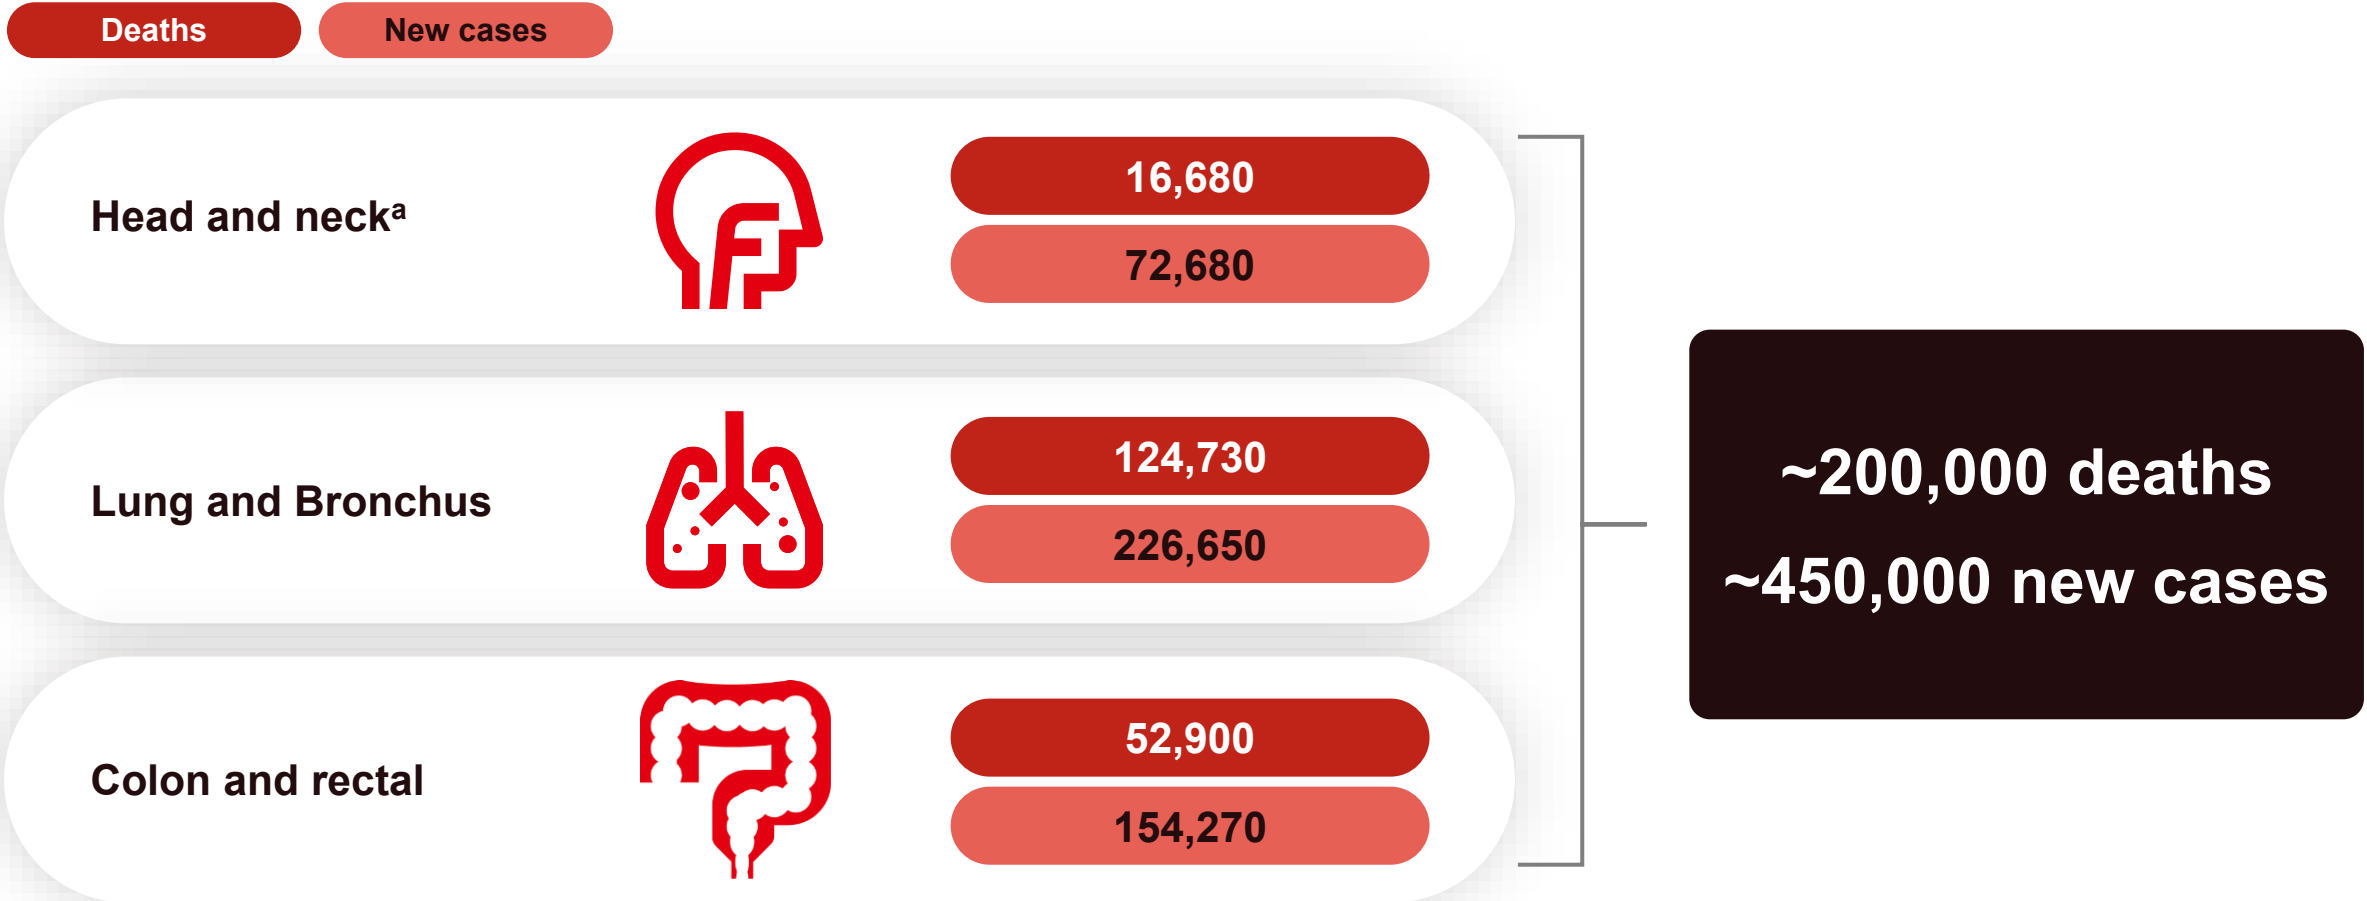 Deaths
New cases
Head and neckᵃ
16,680
72,680
Lung and Bronchus
124,730
226,650
Colon and rectal
52,900
154,270
~200,000 deaths
~450,000 new cases